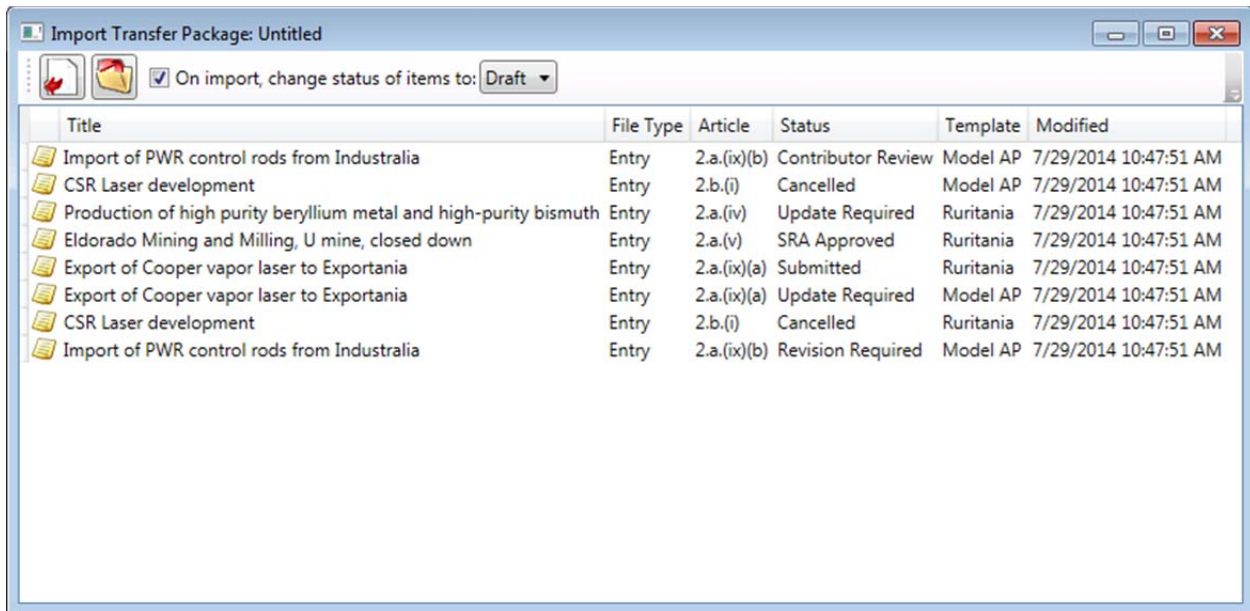 Import Transfer Package: Untitled
On import, change status of items to: Draft
Title File Type Article Status Template Modified
Import of PWR control rods from Industralia Entry 2.a.(ix)(b) Contributor Review Model AP 7/29/2014 10:47:51 AM
CSR Laser development Entry 2.b.(i) Cancelled Model AP 7/29/2014 10:47:51 AM
Production of high purity beryllium metal and high-purity bismuth Entry 2.a.(iv) Update Required Ruritania 7/29/2014 10:47:51 AM
Eldorado Mining and Milling, U mine, closed down Entry 2.a.(v) SRA Approved Ruritania 7/29/2014 10:47:51 AM
Export of Cooper vapor laser to Exportania Entry 2.a.(ix)(a) Submitted Ruritania 7/29/2014 10:47:51 AM
Export of Cooper vapor laser to Exportania Entry 2.a.(ix)(a) Update Required Model AP 7/29/2014 10:47:51 AM
CSR Laser development Entry 2.b.(i) Cancelled Ruritania 7/29/2014 10:47:51 AM
Import of PWR control rods from Industralia Entry 2.a.(ix)(b) Revision Required Model AP 7/29/2014 10:47:51 AM